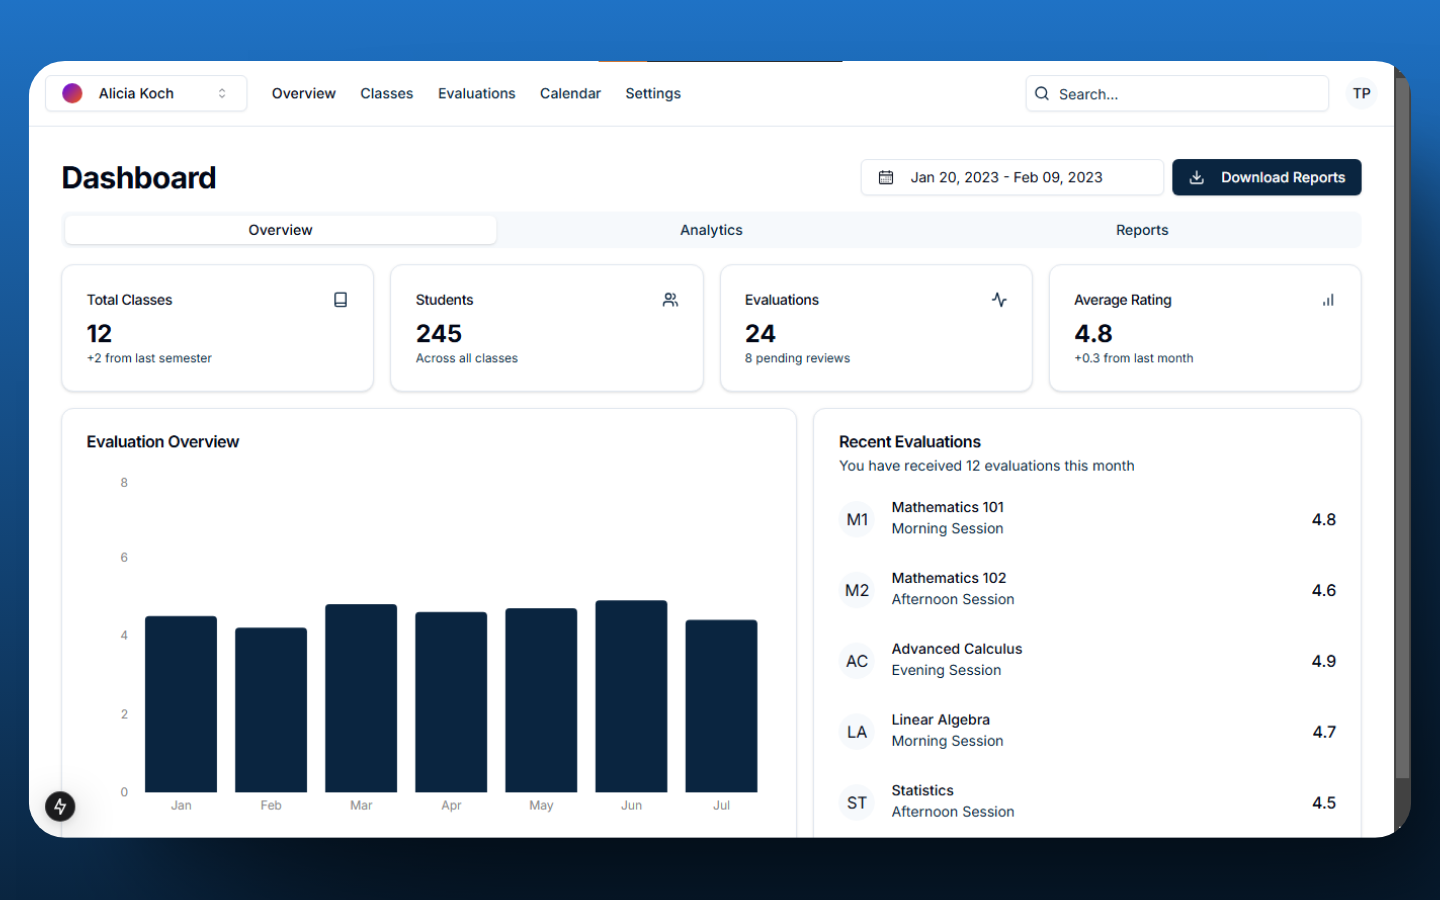 Alicia Koch
Overview Classes Evaluations Calendar Settings
Search...
TP
Dashboard
Jan 20, 2023 - Feb 09, 2023
Download Reports
Overview
Analytics
Reports
Total Classes
12
+2 from last semester
Students
245
Across all classes
Evaluations
24
8 pending reviews
Average Rating
4.8
+0.3 from last month
Evaluation Overview
8
6
4
2
0
Jan Feb Mar Apr May Jun Jul
Recent Evaluations
You have received 12 evaluations this month
M1
Mathematics 101
Morning Session
4.8
M2
Mathematics 102
Afternoon Session
4.6
AC
Advanced Calculus
Evening Session
4.9
LA
Linear Algebra
Morning Session
4.7
ST
Statistics
Afternoon Session
4.5